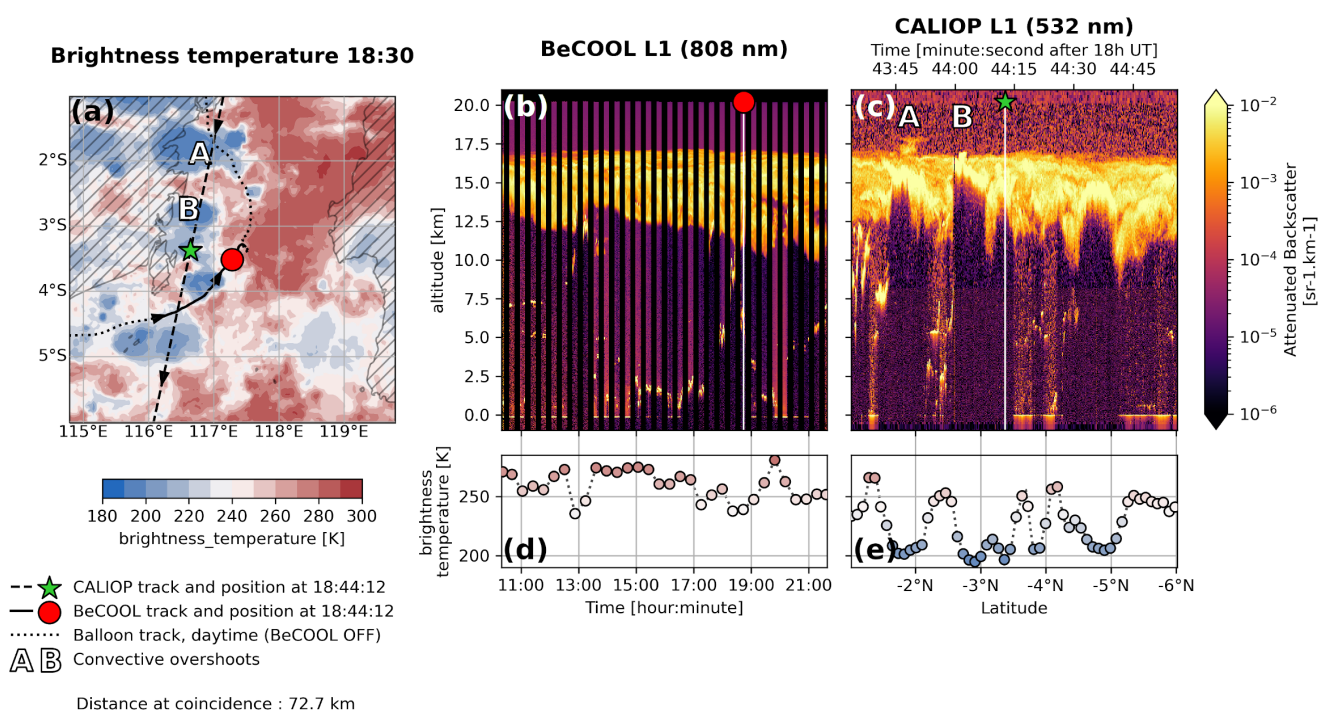 CALIOP L1 (532 nm)
Brightness temperature 18:30
BeCOOL L1 (808 nm)
Time [minute:second after 18h UT]
43:45 44:00 44:15 44:30 44:45
(a)
A
B
2°S
3°S
4°S
5°S
115°E 116°E 117°E 118°E 119°E
180 200 220 240 260 280 300
brightness_temperature [K]
(b)
altitude [km]
20.0
17.5
15.0
12.5
10.0
7.5
5.0
2.5
0.0
(c)
A B
10−2
10−3
10−4
10−5
10−6
Attenuated Backscatter
[sr-1.km-1]
brightness
temperature [K]
250
200
(d)
11:00 13:00 15:00 17:00 19:00 21:00
Time [hour:minute]
(e)
-2°N -3°N -4°N -5°N -6°N
Latitude
CALIOP track and position at 18:44:12
BeCOOL track and position at 18:44:12
Balloon track, daytime (BeCOOL OFF)
A B Convective overshoots
Distance at coincidence : 72.7 km